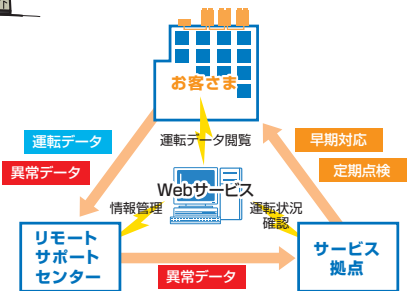 お客さま
運転データ
運転データ閲覧
早期対応
異常データ
定期点検
Webサービス
情報管理
運転状況
確認
リモート
サポート
センター
サービス
拠点
異常データ